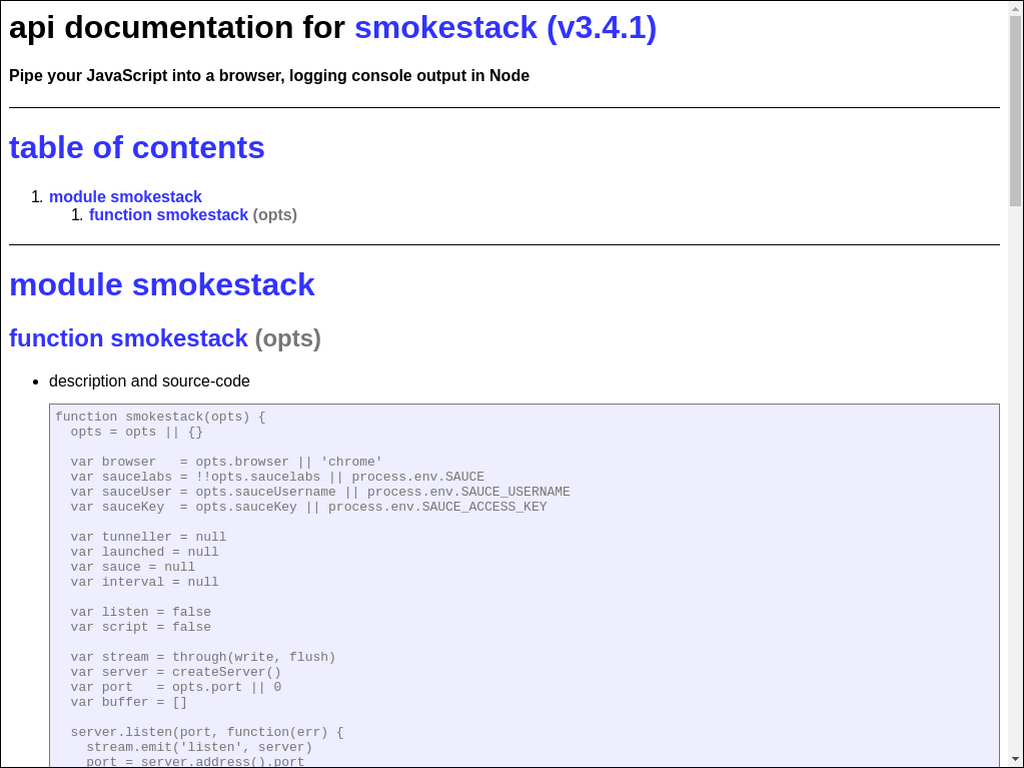 api documentation for smokestack (v3.4.1)
Pipe your JavaScript into a browser, logging console output in Node
table of contents
1. module smokestack
1. function smokestack (opts)
module smokestack
function smokestack (opts)
• description and source-code
function smokestack(opts) {
  opts = opts || {}

  var browser   = opts.browser || 'chrome'
  var saucelabs = !!opts.saucelabs || process.env.SAUCE
  var sauceUser = opts.sauceUsername || process.env.SAUCE_USERNAME
  var sauceKey  = opts.sauceKey || process.env.SAUCE_ACCESS_KEY

  var tunneller = null
  var launched = null
  var sauce = null
  var interval = null

  var listen = false
  var script = false

  var stream = through(write, flush)
  var server = createServer()
  var port   = opts.port || 0
  var buffer = []

  server.listen(port, function(err) {
    stream.emit('listen', server)
    port = server.address().port